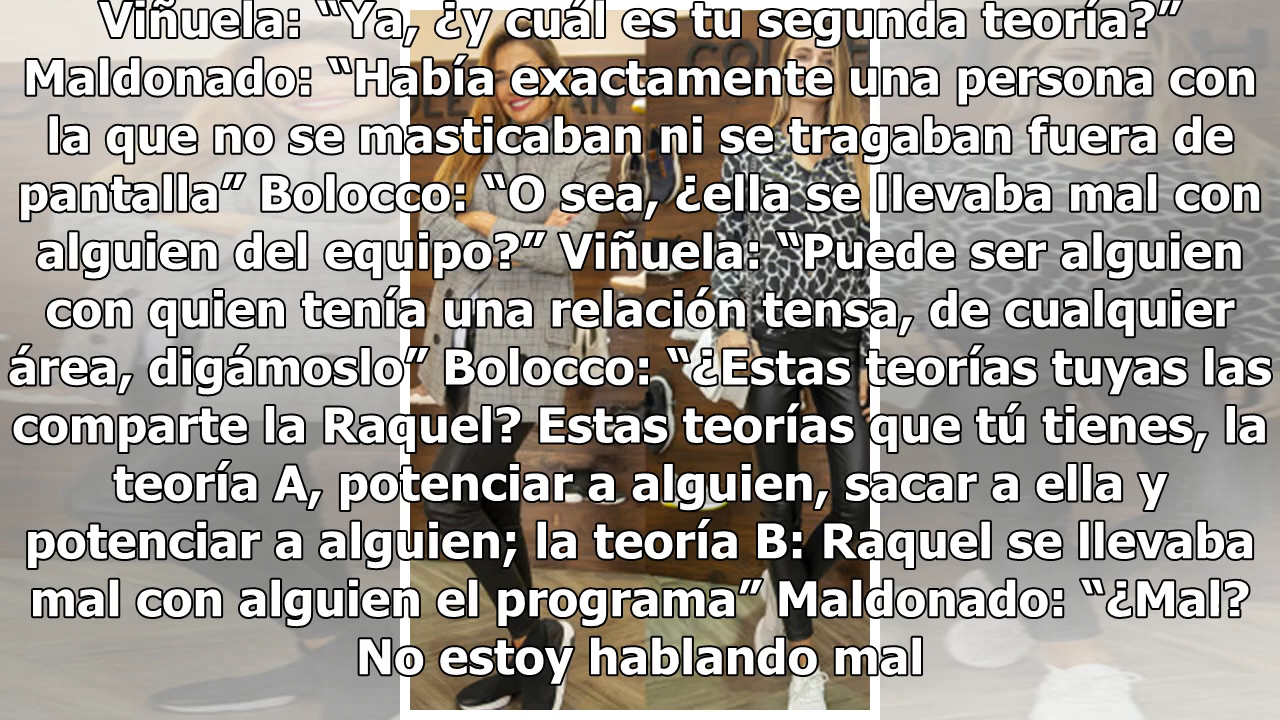 Viñuela: “Ya, ¿y cuál es tu segunda teoría?”
Maldonado: “Había exactamente una persona con
la que no se masticaban ni se tragaban fuera de
pantalla” Bolocco: “O sea, ¿ella se llevaba mal con
alguien del equipo?” Viñuela: “Puede ser alguien
con quien tenía una relación tensa, de cualquier
área, digámoslo” Bolocco: “¿Estas teorías tuyas las
comparte la Raquel? Estas teorías que tú tienes, la
teoría A, potenciar a alguien, sacar a ella y
potenciar a alguien; la teoría B: Raquel se llevaba
mal con alguien el programa” Maldonado: “¿Mal?
No estoy hablando mal